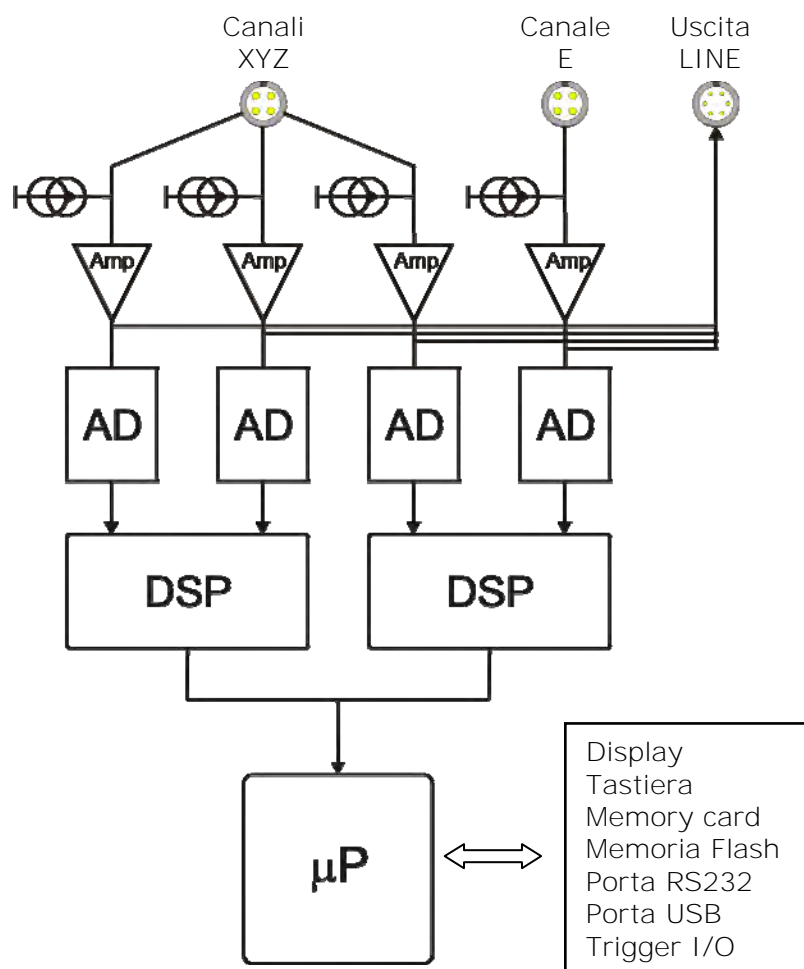 Canali
XYZ
Canale
E
Uscita
LINE
Amp
Amp
Amp
Amp
AD
AD
AD
AD
DSP
DSP
µP
Display
Tastiera
Memory card
Memoria Flash
Porta RS232
Porta USB
Trigger I/O